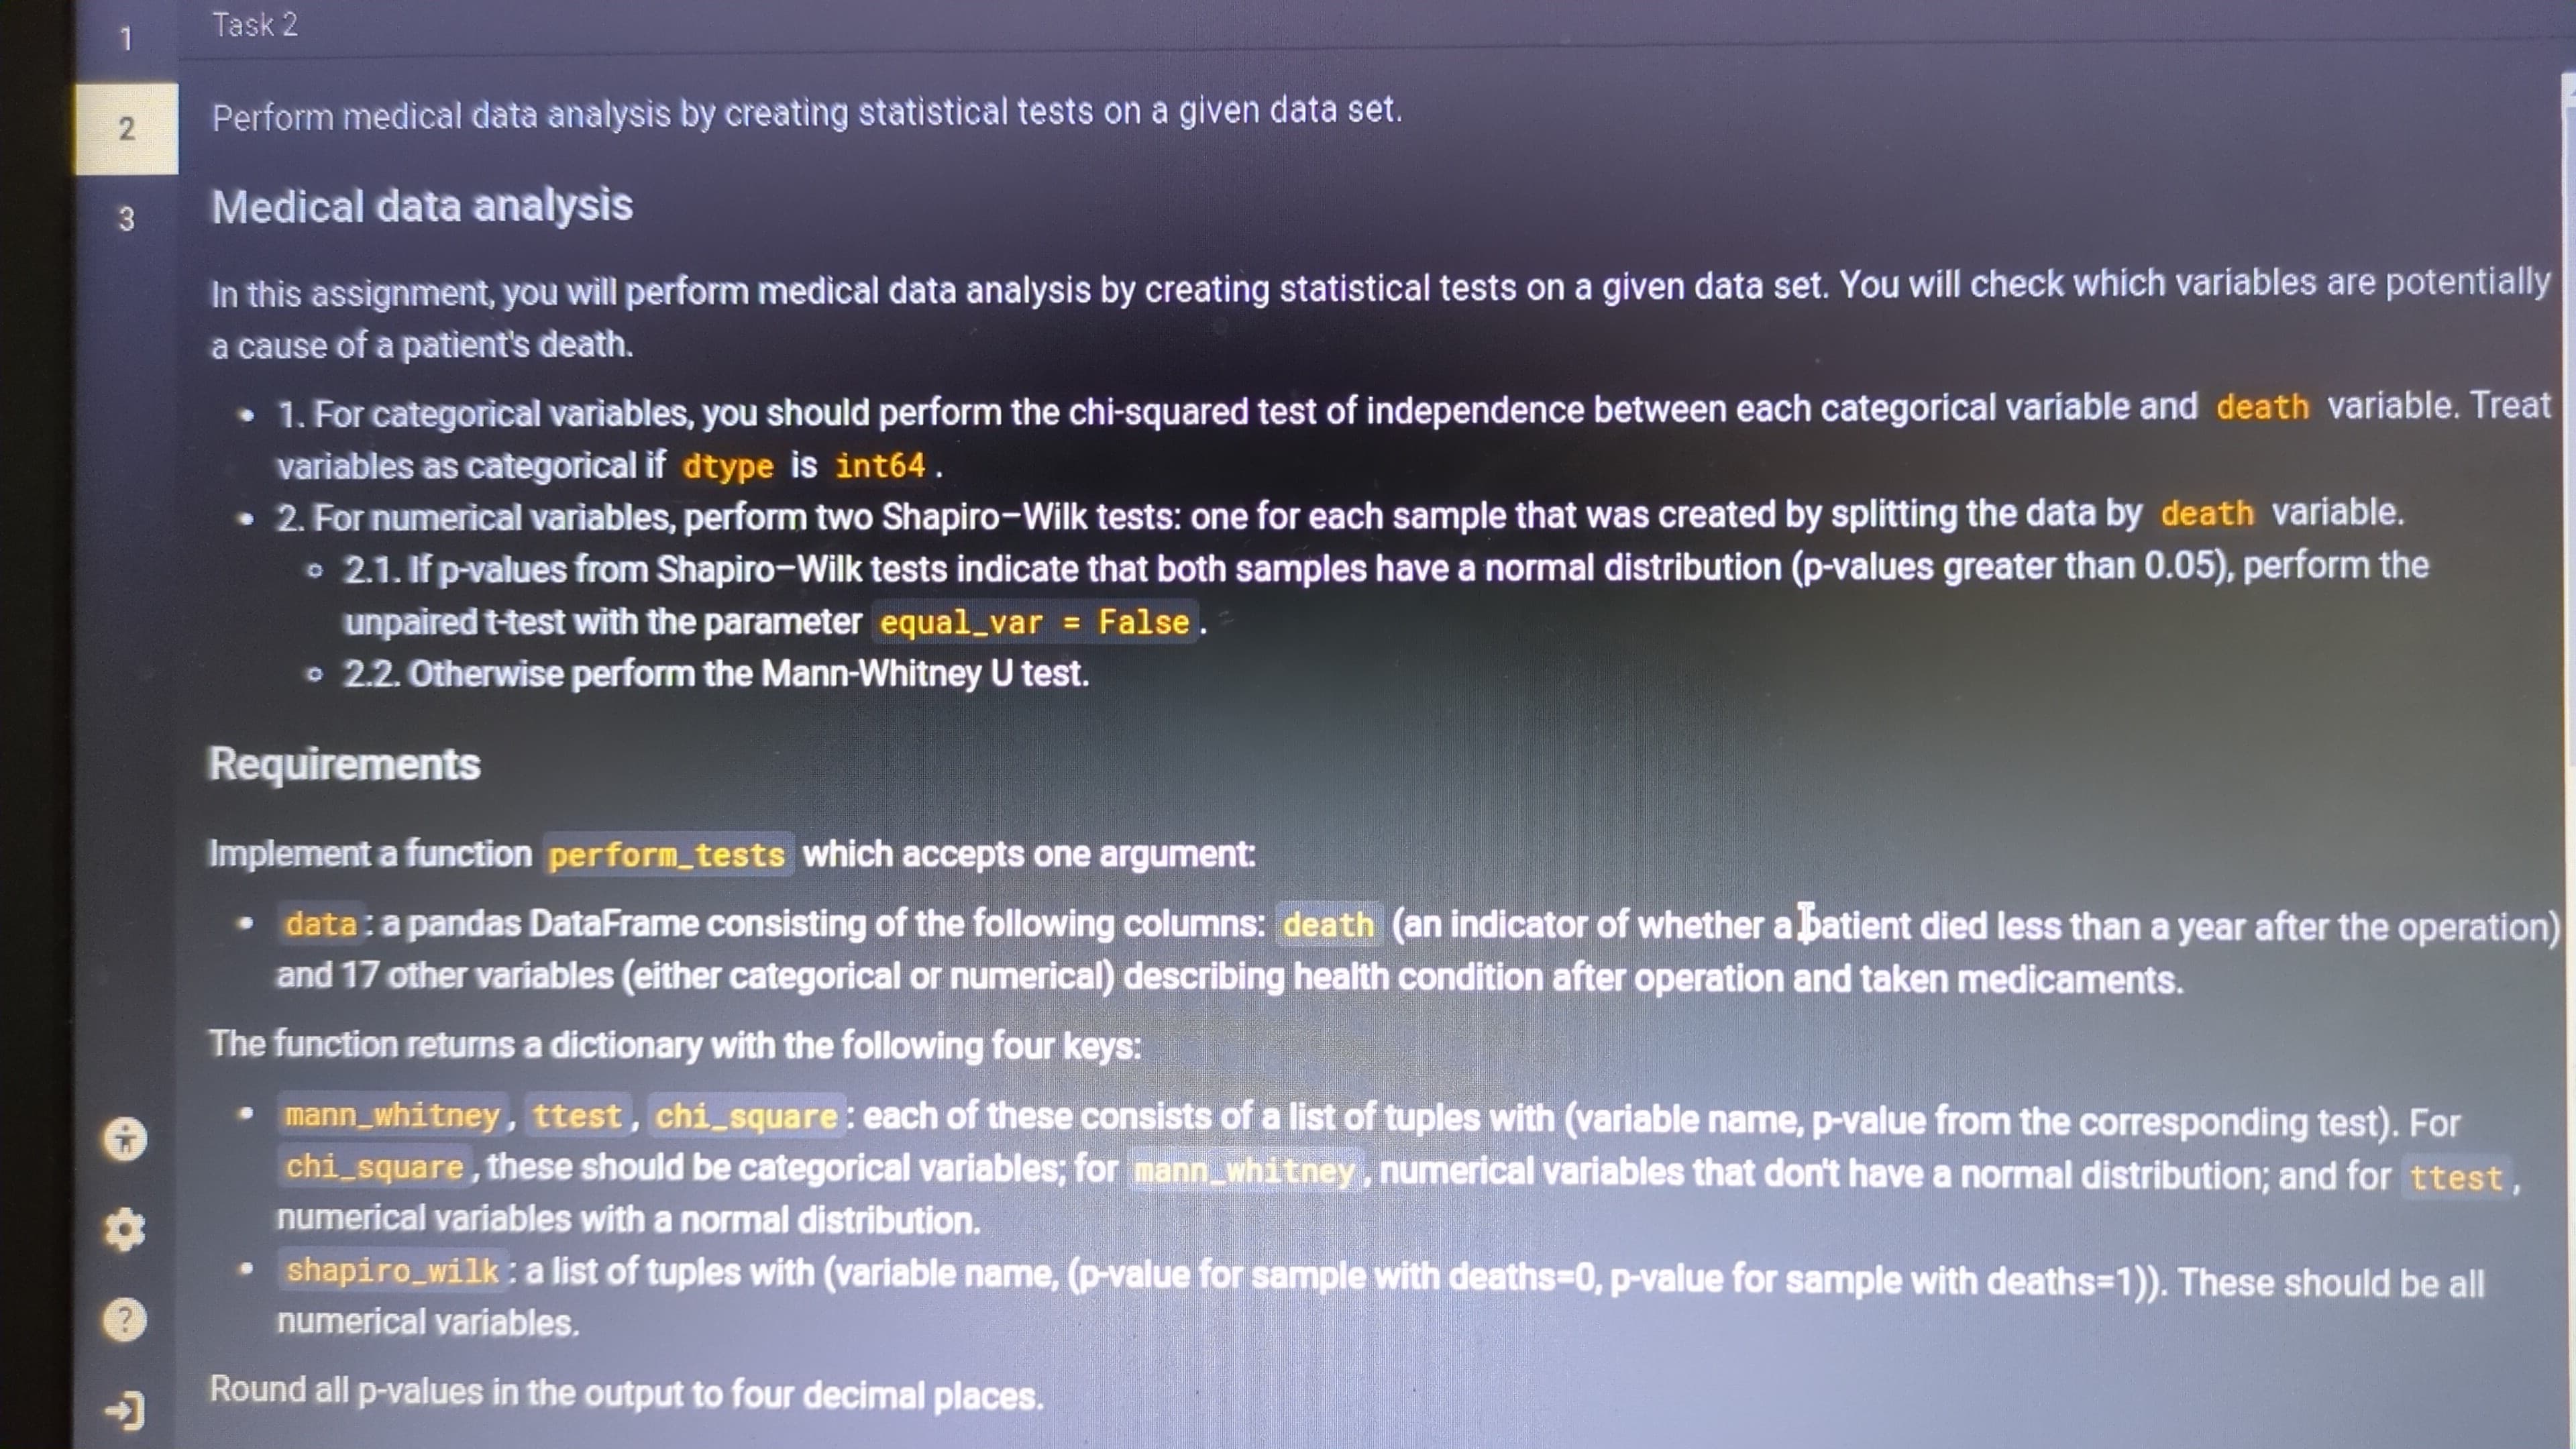 1
Task 2
2
Perform medical data analysis by creating statistical tests on a given data set.
3
Medical data analysis
In this assignment, you will perform medical data analysis by creating statistical tests on a given data set. You will check which variables are potentially
a cause of a patient's death.
• 1. For categorical variables, you should perform the chi-squared test of independence between each categorical variable and death variable. Treat
variables as categorical if dtype is int64 .
• 2. For numerical variables, perform two Shapiro–Wilk tests: one for each sample that was created by splitting the data by death variable.
◦ 2.1. If p-values from Shapiro–Wilk tests indicate that both samples have a normal distribution (p-values greater than 0.05), perform the
unpaired t-test with the parameter equal_var = False .
◦ 2.2. Otherwise perform the Mann-Whitney U test.
Requirements
Implement a function perform_tests which accepts one argument:
• data : a pandas DataFrame consisting of the following columns: death (an indicator of whether a patient died less than a year after the operation)
and 17 other variables (either categorical or numerical) describing health condition after operation and taken medicaments.
The function returns a dictionary with the following four keys:
• mann_whitney , ttest , chi_square : each of these consists of a list of tuples with (variable name, p-value from the corresponding test). For
chi_square , these should be categorical variables; for mann_whitney , numerical variables that don't have a normal distribution; and for ttest ,
numerical variables with a normal distribution.
• shapiro_wilk : a list of tuples with (variable name, (p-value for sample with deaths=0, p-value for sample with deaths=1)). These should be all
numerical variables.
Round all p-values in the output to four decimal places.